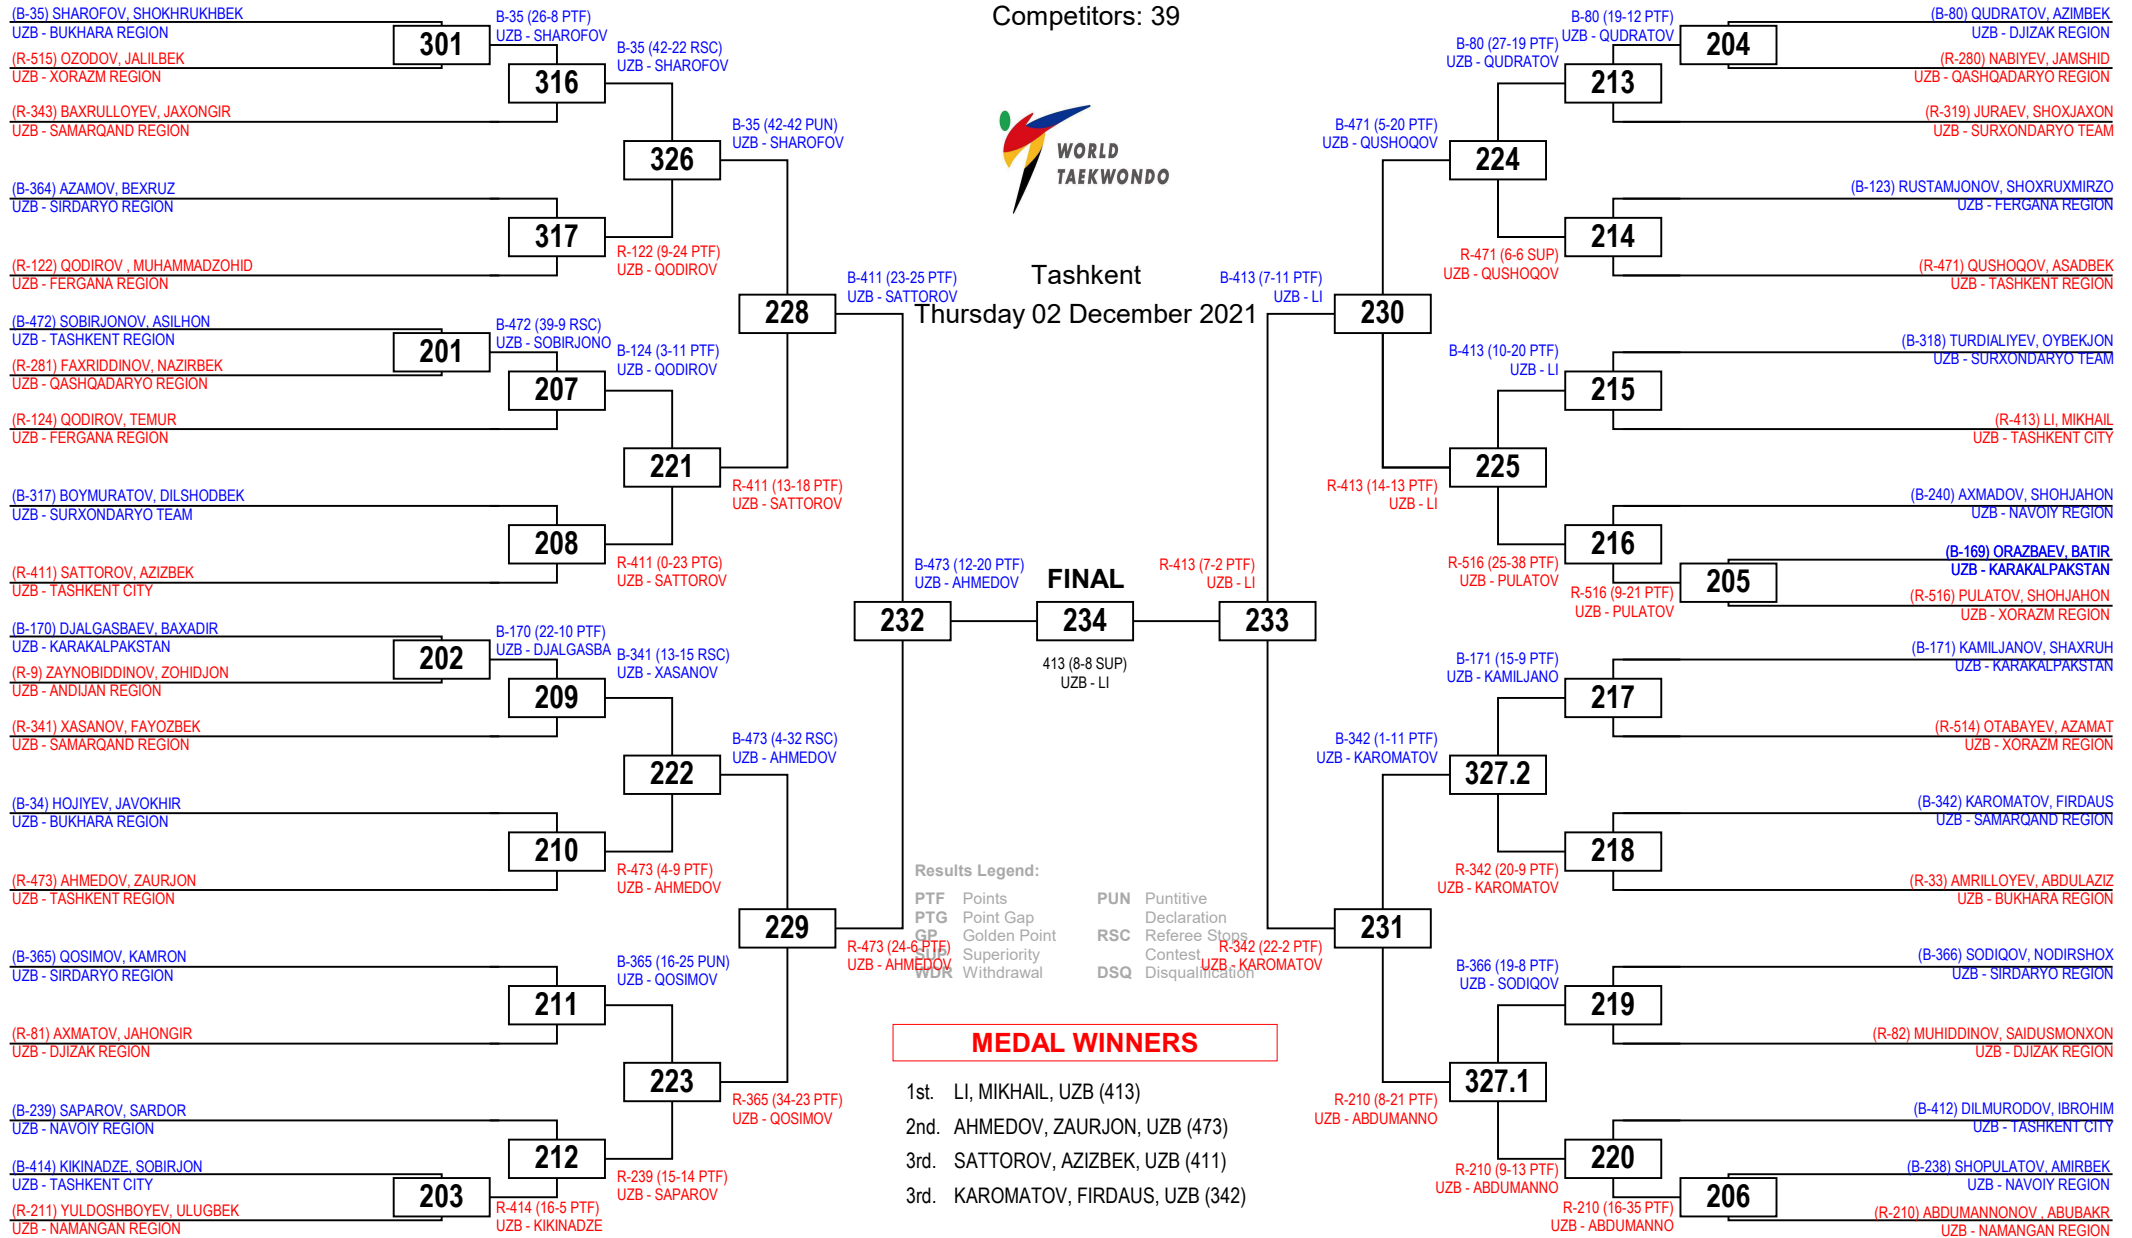 Competitors: 39
WORLD
TAEKWONDO
Tashkent
Thursday 02 December 2021
(B-35) SHAROFOV, SHOKHRUKHBEK
UZB - BUKHARA REGION
(R-515) OZODOV, JALILBEK
UZB - XORAZM REGION
(R-343) BAXRULLOYEV, JAXONGIR
UZB - SAMARQAND REGION
(B-364) AZAMOV, BEXRUZ
UZB - SIRDARYO REGION
(R-122) QODIROV , MUHAMMADZOHID
UZB - FERGANA REGION
(B-472) SOBIRJONOV, ASILHON
UZB - TASHKENT REGION
(R-281) FAXRIDDINOV, NAZIRBEK
UZB - QASHQADARYO REGION
(R-124) QODIROV, TEMUR
UZB - FERGANA REGION
(B-317) BOYMURATOV, DILSHODBEK
UZB - SURXONDARYO TEAM
(R-411) SATTOROV, AZIZBEK
UZB - TASHKENT CITY
(B-170) DJALGASBAEV, BAXADIR
UZB - KARAKALPAKSTAN
(R-9) ZAYNOBIDDINOV, ZOHIDJON
UZB - ANDIJAN REGION
(R-341) XASANOV, FAYOZBEK
UZB - SAMARQAND REGION
(B-34) HOJIYEV, JAVOKHIR
UZB - BUKHARA REGION
(R-473) AHMEDOV, ZAURJON
UZB - TASHKENT REGION
(B-365) QOSIMOV, KAMRON
UZB - SIRDARYO REGION
(R-81) AXMATOV, JAHONGIR
UZB - DJIZAK REGION
(B-239) SAPAROV, SARDOR
UZB - NAVOIY REGION
(B-414) KIKINADZE, SOBIRJON
UZB - TASHKENT CITY
(R-211) YULDOSHBOYEV, ULUGBEK
UZB - NAMANGAN REGION
301
201
202
203
B-35 (26-8 PTF)
UZB - SHAROFOV
316
317
B-472 (39-9 RSC)
UZB - SOBIRJONO
207
208
B-170 (22-10 PTF)
UZB - DJALGASBA
209
210
211
212
R-414 (16-5 PTF)
UZB - KIKINADZE
B-35 (42-22 RSC)
UZB - SHAROFOV
326
R-122 (9-24 PTF)
UZB - QODIROV
B-124 (3-11 PTF)
UZB - QODIROV
221
R-411 (0-23 PTG)
UZB - SATTOROV
B-341 (13-15 RSC)
UZB - XASANOV
222
R-473 (4-9 PTF)
UZB - AHMEDOV
B-365 (16-25 PUN)
UZB - QOSIMOV
223
R-239 (15-14 PTF)
UZB - SAPAROV
B-35 (42-42 PUN)
UZB - SHAROFOV
228
R-411 (13-18 PTF)
UZB - SATTOROV
B-473 (4-32 RSC)
UZB - AHMEDOV
229
R-365 (34-23 PTF)
UZB - QOSIMOV
B-411 (23-25 PTF)
UZB - SATTOROV
232
R-473 (24-6 PTF)
UZB - AHMEDOV
B-473 (12-20 PTF)
UZB - AHMEDOV
FINAL
234
413 (8-8 SUP)
UZB - LI
R-413 (7-2 PTF)
UZB - LI
233
B-413 (7-11 PTF)
UZB - LI
R-342 (22-2 PTF)
UZB - KAROMATOV
B-471 (5-20 PTF)
UZB - QUSHOQOV
230
R-413 (14-13 PTF)
UZB - LI
B-342 (1-11 PTF)
UZB - KAROMATOV
231
R-210 (8-21 PTF)
UZB - ABDUMANNO
B-80 (27-19 PTF)
UZB - QUDRATOV
224
R-471 (6-6 SUP)
UZB - QUSHOQOV
B-413 (10-20 PTF)
UZB - LI
225
R-516 (25-38 PTF)
UZB - PULATOV
B-171 (15-9 PTF)
UZB - KAMILJANO
327.2
R-342 (20-9 PTF)
UZB - KAROMATOV
B-366 (19-8 PTF)
UZB - SODIQOV
327.1
R-210 (9-13 PTF)
UZB - ABDUMANNO
B-80 (19-12 PTF)
UZB - QUDRATOV
213
214
215
216
R-516 (9-21 PTF)
UZB - PULATOV
217
218
219
220
R-210 (16-35 PTF)
UZB - ABDUMANNO
204
205
206
(B-80) QUDRATOV, AZIMBEK
UZB - DJIZAK REGION
(R-280) NABIYEV, JAMSHID
UZB - QASHQADARYO REGION
(R-319) JURAEV, SHOXJAXON
UZB - SURXONDARYO TEAM
(B-123) RUSTAMJONOV, SHOXRUXMIRZO
UZB - FERGANA REGION
(R-471) QUSHOQOV, ASADBEK
UZB - TASHKENT REGION
(B-318) TURDIALIYEV, OYBEKJON
UZB - SURXONDARYO TEAM
(R-413) LI, MIKHAIL
UZB - TASHKENT CITY
(B-240) AXMADOV, SHOHJAHON
UZB - NAVOIY REGION
(B-169) ORAZBAEV, BATIR
UZB - KARAKALPAKSTAN
(R-516) PULATOV, SHOHJAHON
UZB - XORAZM REGION
(B-171) KAMILJANOV, SHAXRUH
UZB - KARAKALPAKSTAN
(R-514) OTABAYEV, AZAMAT
UZB - XORAZM REGION
(B-342) KAROMATOV, FIRDAUS
UZB - SAMARQAND REGION
(R-33) AMRILLOYEV, ABDULAZIZ
UZB - BUKHARA REGION
(B-366) SODIQOV, NODIRSHOX
UZB - SIRDARYO REGION
(R-82) MUHIDDINOV, SAIDUSMONXON
UZB - DJIZAK REGION
(B-412) DILMURODOV, IBROHIM
UZB - TASHKENT CITY
(B-238) SHOPULATOV, AMIRBEK
UZB - NAVOIY REGION
(R-210) ABDUMANNONOV , ABUBAKR
UZB - NAMANGAN REGION
Results Legend:
PTF Points
PTG Point Gap
GP Golden Point
SUP Superiority
WDR Withdrawal
PUN Puntitive
Declaration
RSC Referee Stops
Contest
DSQ Disqualification
MEDAL WINNERS
1st. LI, MIKHAIL, UZB (413)
2nd. AHMEDOV, ZAURJON, UZB (473)
3rd. SATTOROV, AZIZBEK, UZB (411)
3rd. KAROMATOV, FIRDAUS, UZB (342)